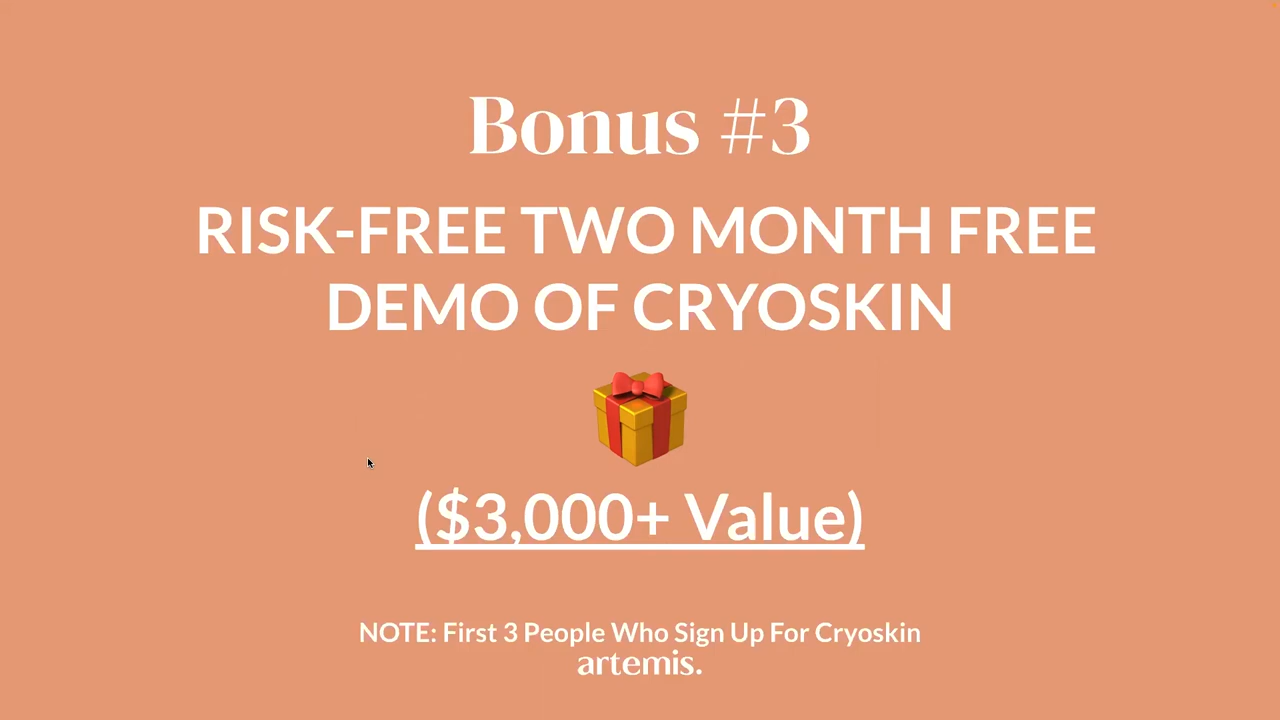 Bonus #3
RISK-FREE TWO MONTH FREE
DEMO OF CRYOSKIN
($3,000+ Value)
NOTE: First 3 People Who Sign Up For Cryoskin
artemis.